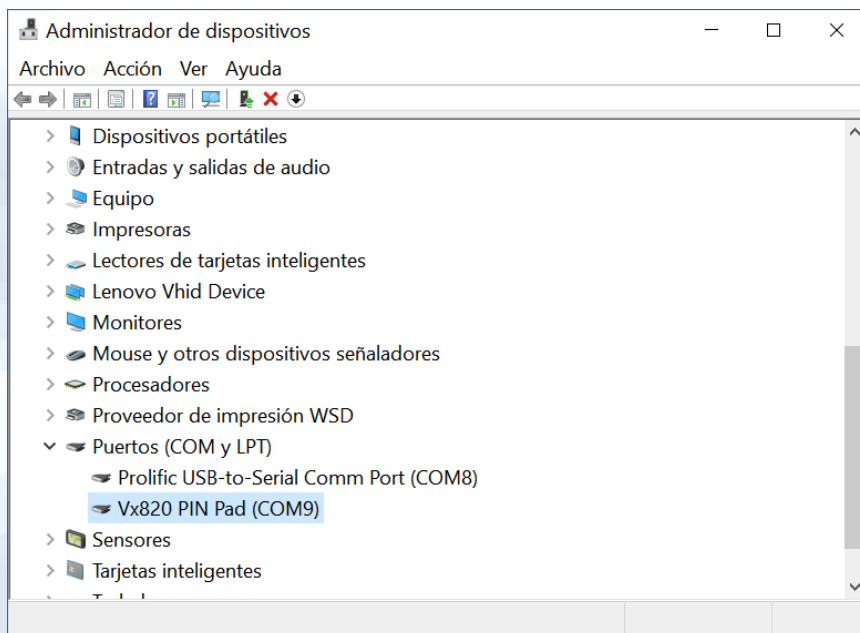 Administrador de dispositivos
Archivo Acción Ver Ayuda
Dispositivos portátiles
Entradas y salidas de audio
Equipo
Impresoras
Lectores de tarjetas inteligentes
Lenovo Vhid Device
Monitores
Mouse y otros dispositivos señaladores
Procesadores
Proveedor de impresión WSD
Puertos (COM y LPT)
Prolific USB-to-Serial Comm Port (COM8)
Vx820 PIN Pad (COM9)
Sensores
Tarjetas inteligentes